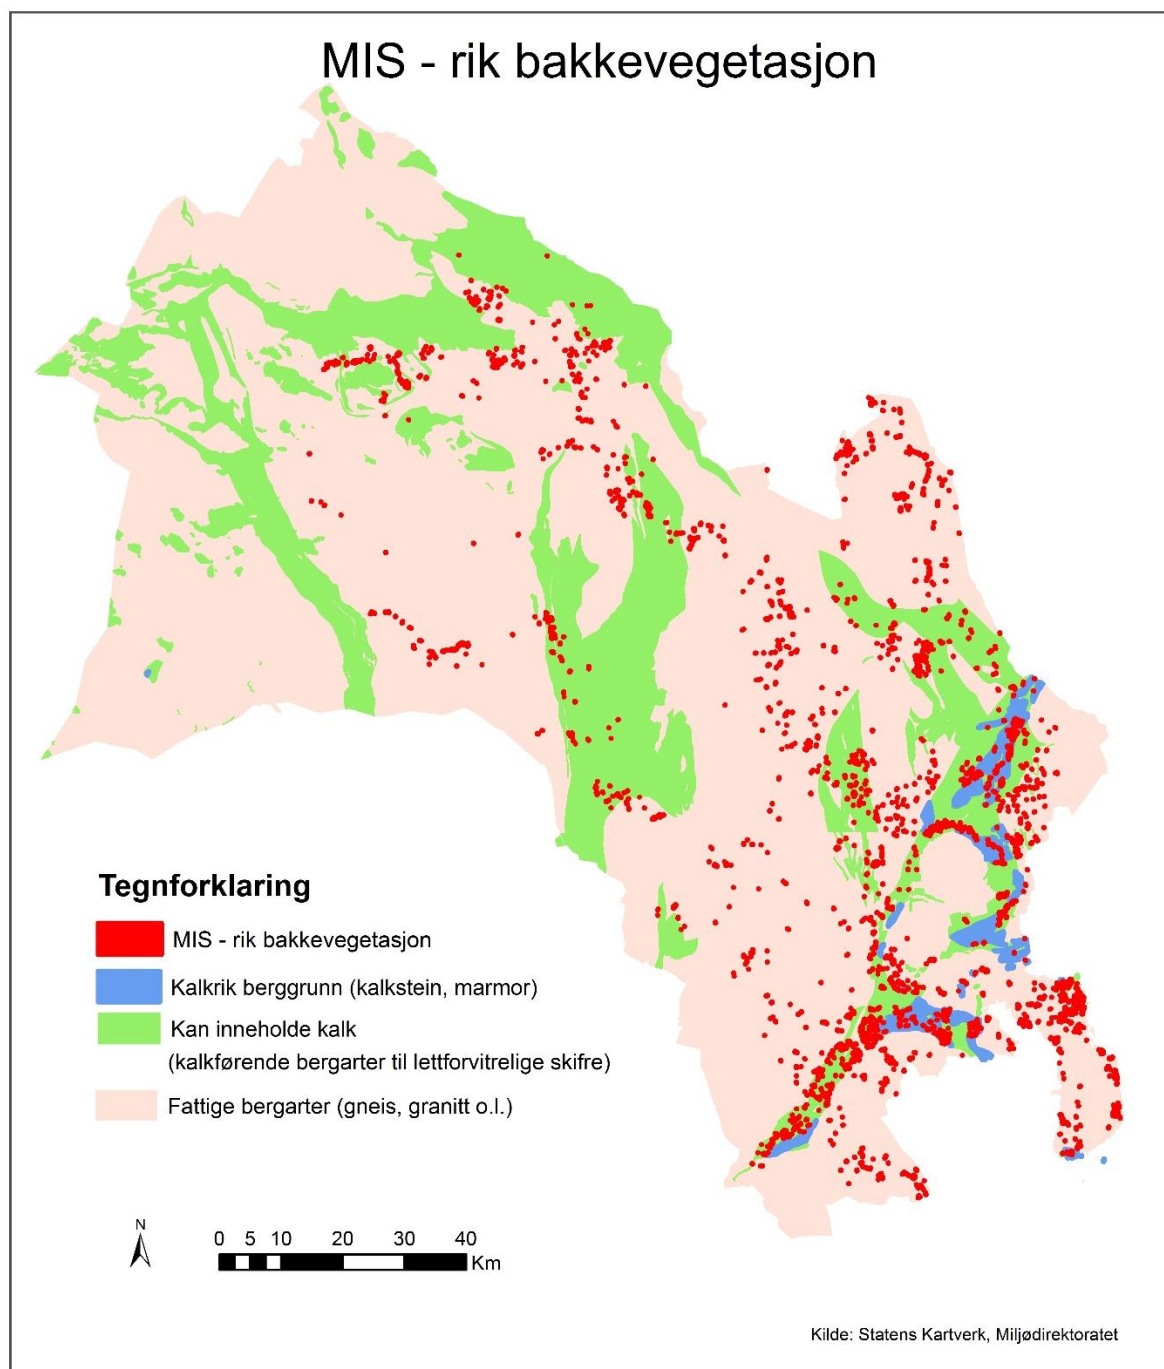 MIS - rik bakkevegetasjon
Tegnforklaring
MIS - rik bakkevegetasjon
Kalkrik berggrunn (kalkstein, marmor)
Kan inneholde kalk
(kalkførende bergarter til lettforvitrelige skifre)
Fattige bergarter (gneis, granitt o.l.)
N
0 5 10 20 30 40
Km
Kilde: Statens Kartverk, Miljødirektoratet